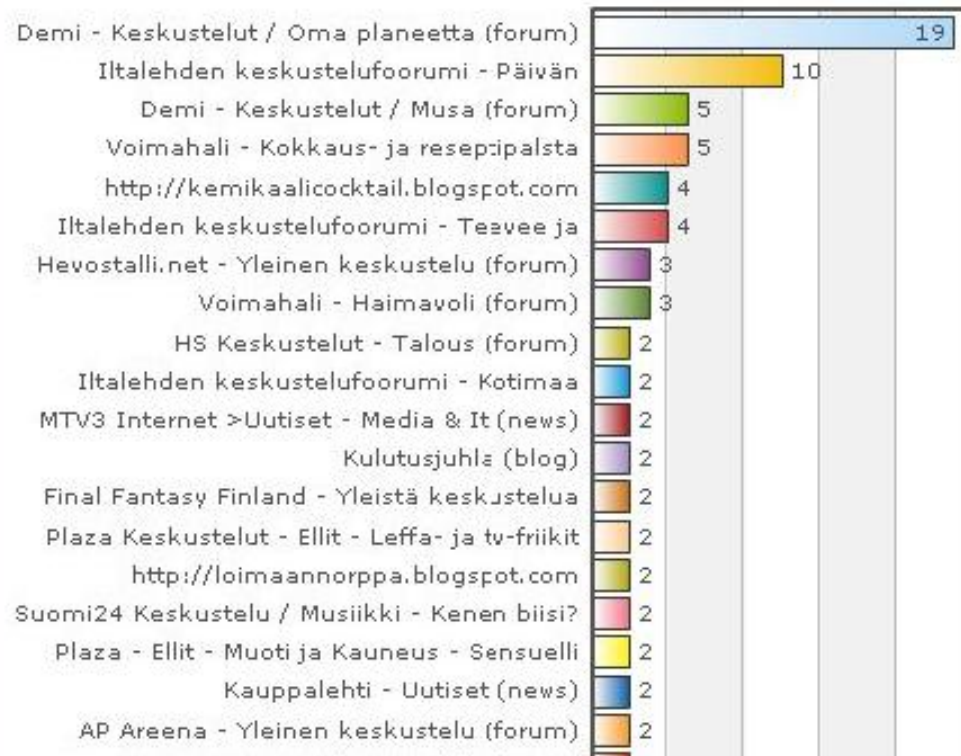 Demi - Keskustelut / Oma planeetta (forum) 19
Iltalehden keskustelufoorumi - Päivän 10
Demi - Keskustelut / Musa (forum) 5
Voimahali - Kokkaus- ja reseptipalsta 5
http://kemikaalicocktail.blogspot.com 4
Iltalehden keskustelufoorumi - Teevee ja 4
Hevostalli.net - Yleinen keskustelu (forum) 3
Voimahali - Haimavoli (forum) 3
HS Keskustelut - Talous (forum) 2
Iltalehden keskustelufoorumi - Kotimaa 2
MTV3 Internet >Uutiset - Media & It (news) 2
Kulutusjuhla (blog) 2
Final Fantasy Finland - Yleistä keskustelua 2
Plaza Keskustelut - Ellit - Leffa- ja tv-friikit 2
http://loimaannorppa.blogspot.com 2
Suomi24 Keskustelu / Musiikki - Kenen biisi? 2
Plaza - Ellit - Muoti ja Kauneus - Sensuelli 2
Kauppalehti - Uutiset (news) 2
AP Areena - Yleinen keskustelu (forum) 2